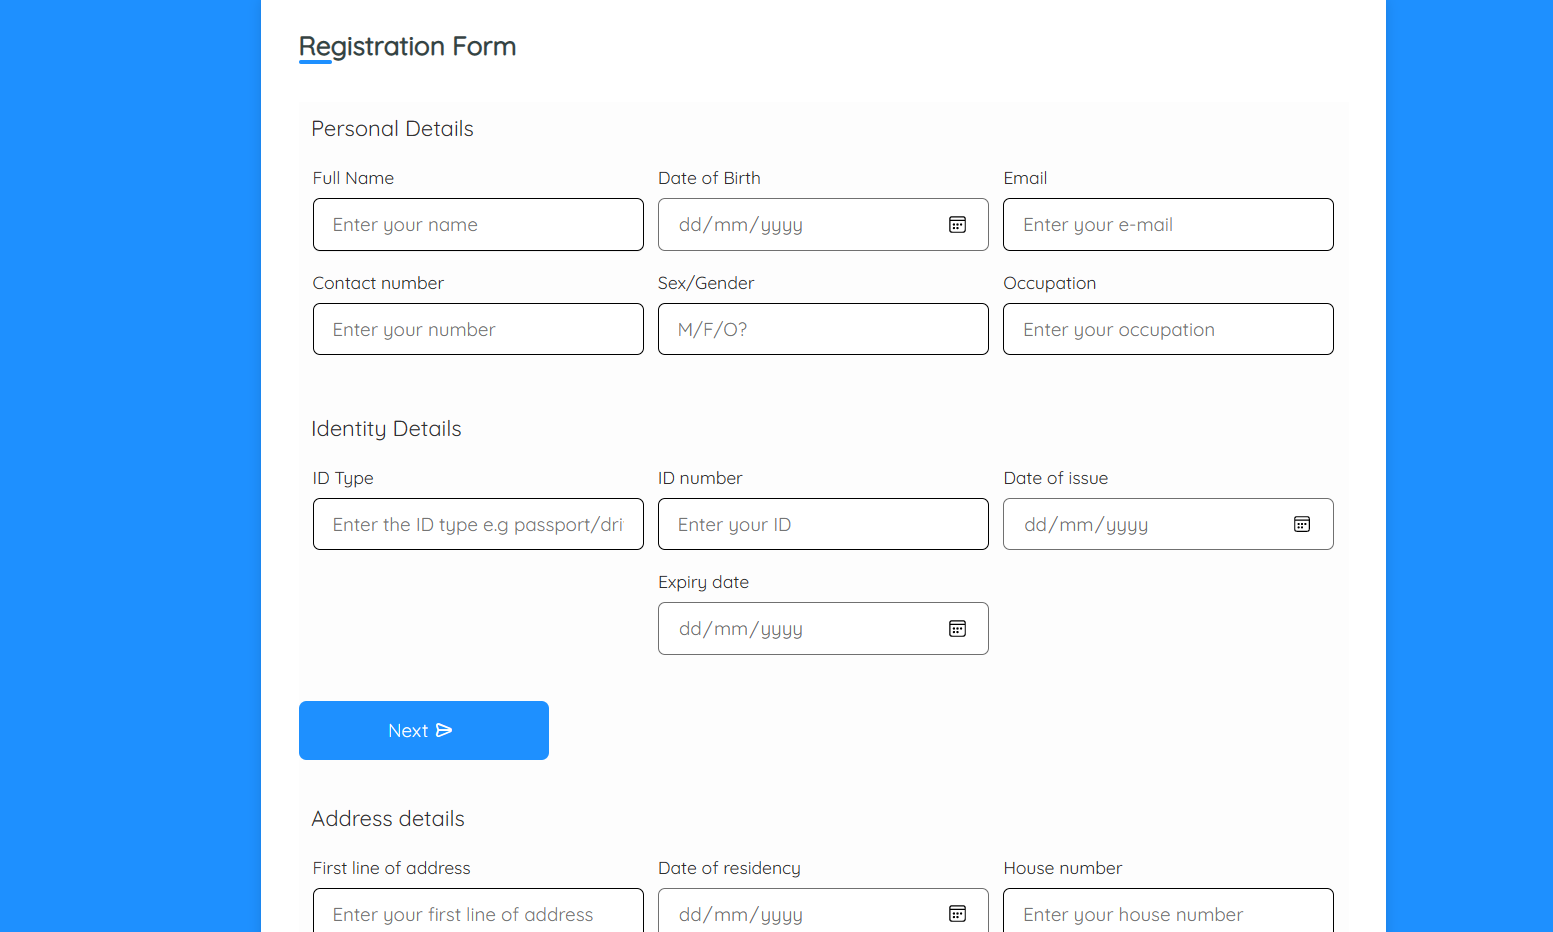 Registration Form
Personal Details
Full Name Date of Birth Email
Enter your name dd/mm/yyyy Enter your e-mail
Contact number Sex/Gender Occupation
Enter your number M/F/O? Enter your occupation
Identity Details
ID Type ID number Date of issue
Enter the ID type e.g passport/dri Enter your ID dd/mm/yyyy
Expiry date
dd/mm/yyyy
Next
Address details
First line of address Date of residency House number
Enter your first line of address dd/mm/yyyy Enter your house number